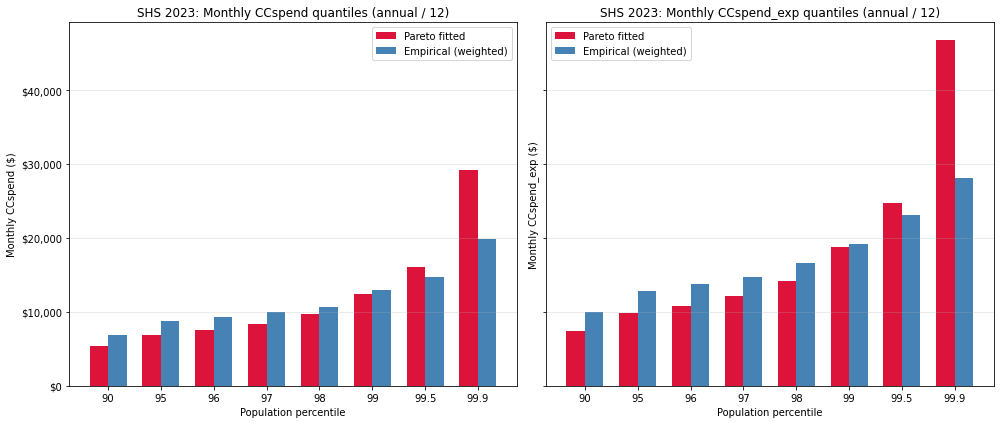 SHS 2023: Monthly CCspend quantiles (annual / 12)
Pareto fitted
Empirical (weighted)
Monthly CCspend ($)
$40,000
$30,000
$20,000
$10,000
$0
90 95 96 97 98 99 99.5 99.9
Population percentile
SHS 2023: Monthly CCspend_exp quantiles (annual / 12)
Pareto fitted
Empirical (weighted)
Monthly CCspend_exp ($)
90 95 96 97 98 99 99.5 99.9
Population percentile